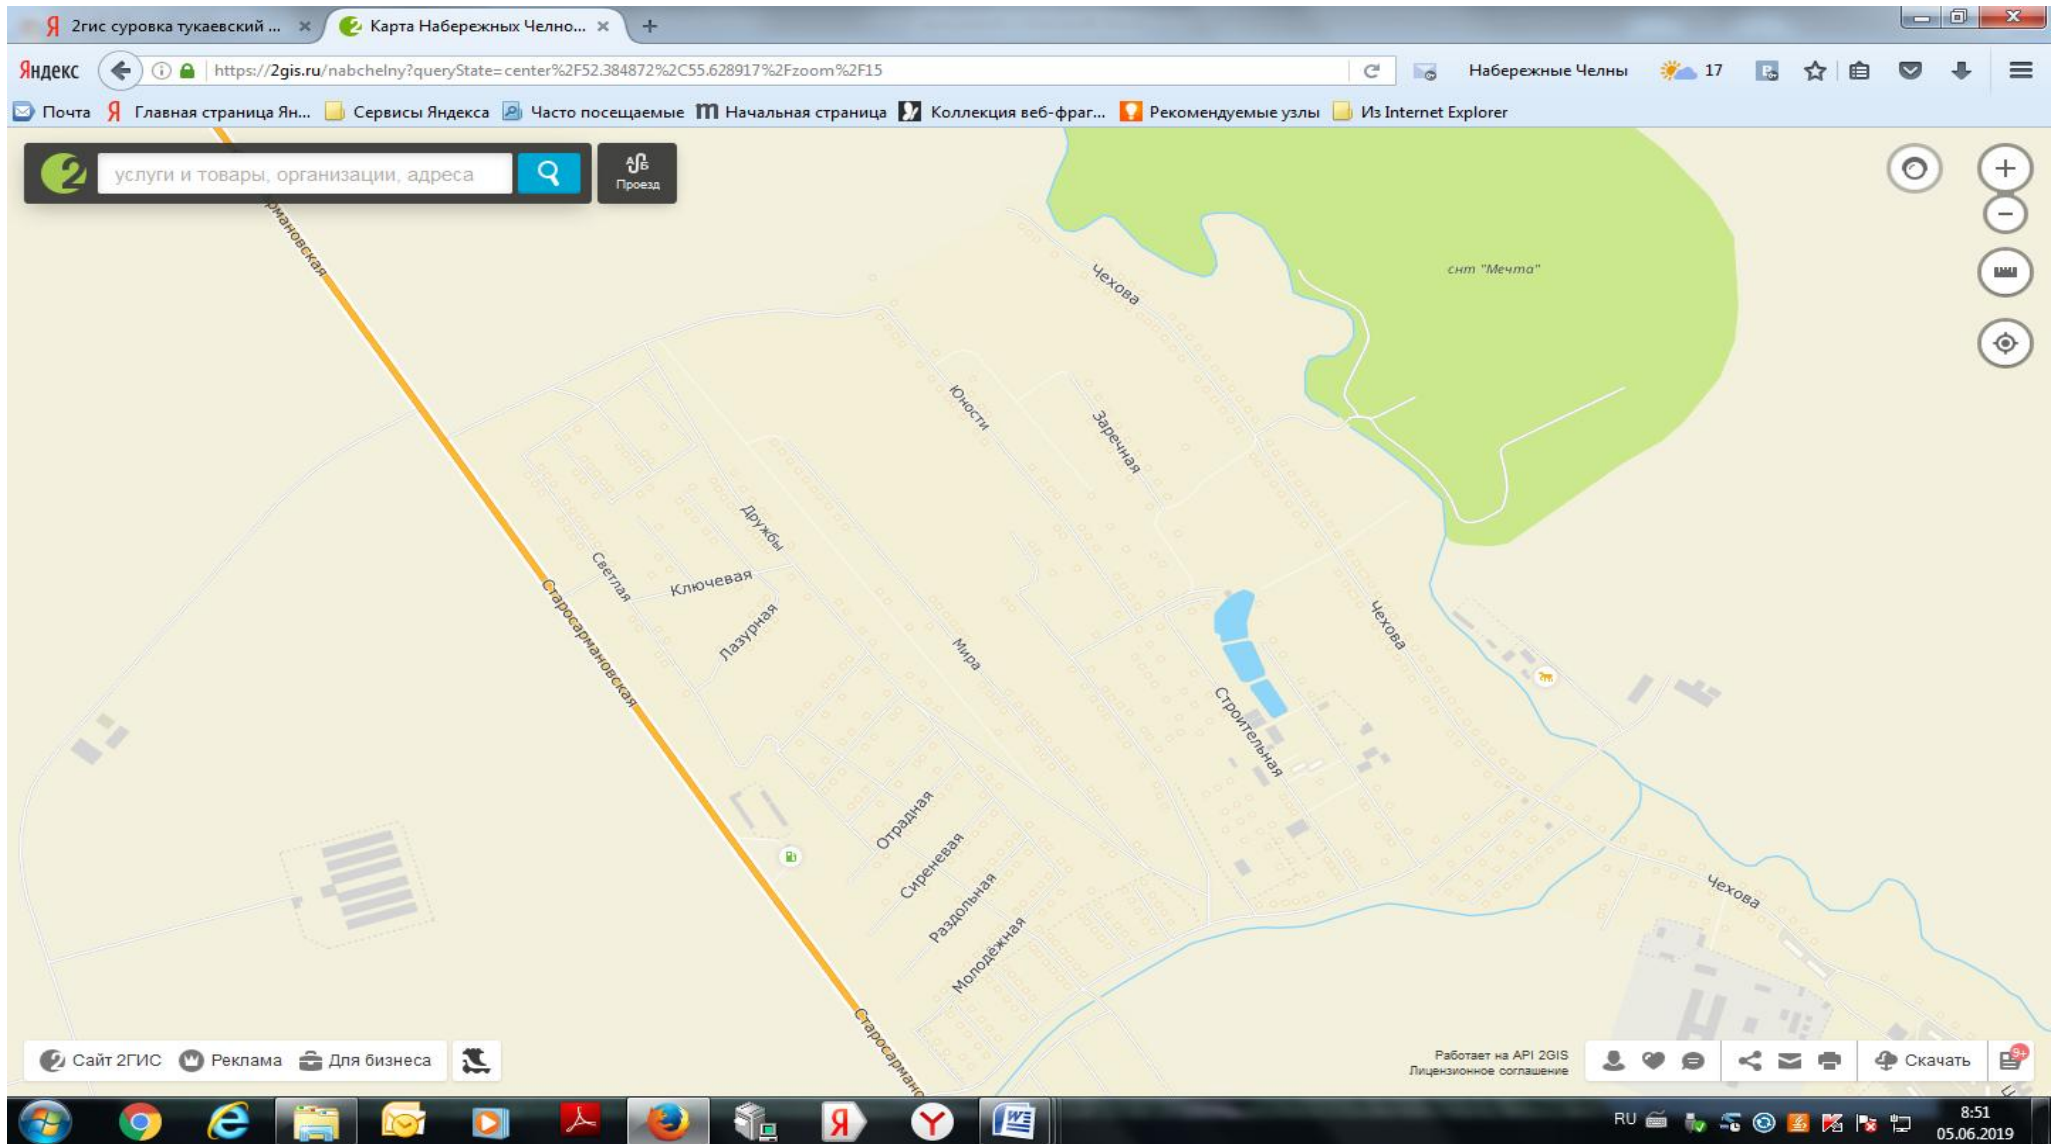 2гис суровка тукаевский ...
Карта Набережных Челно...
Яндекс
https://2gis.ru/nabchelny?queryState=center%2F52.384872%2C55.628917%2Fzoom%2F15
Набережные Челны
17
Почта
Главная страница Ян...
Сервисы Яндекса
Часто посещаемые
Начальная страница
Коллекция веб-фраг...
Рекомендуемые узлы
Из Internet Explorer
услуги и товары, организации, адреса
Проезд
снт "Мечта"
Чехова
Юности
Заречная
Дружбы
Светлая
Ключевая
Лазурная
Старосармановская
Мира
Чехова
Строительная
Отрадная
Сиреневая
Раздольная
Молодёжная
Чехова
Сайт 2ГИС
Реклама
Для бизнеса
Работает на API 2GIS
Лицензионное соглашение
Скачать
9+
RU
8:51
05.06.2019